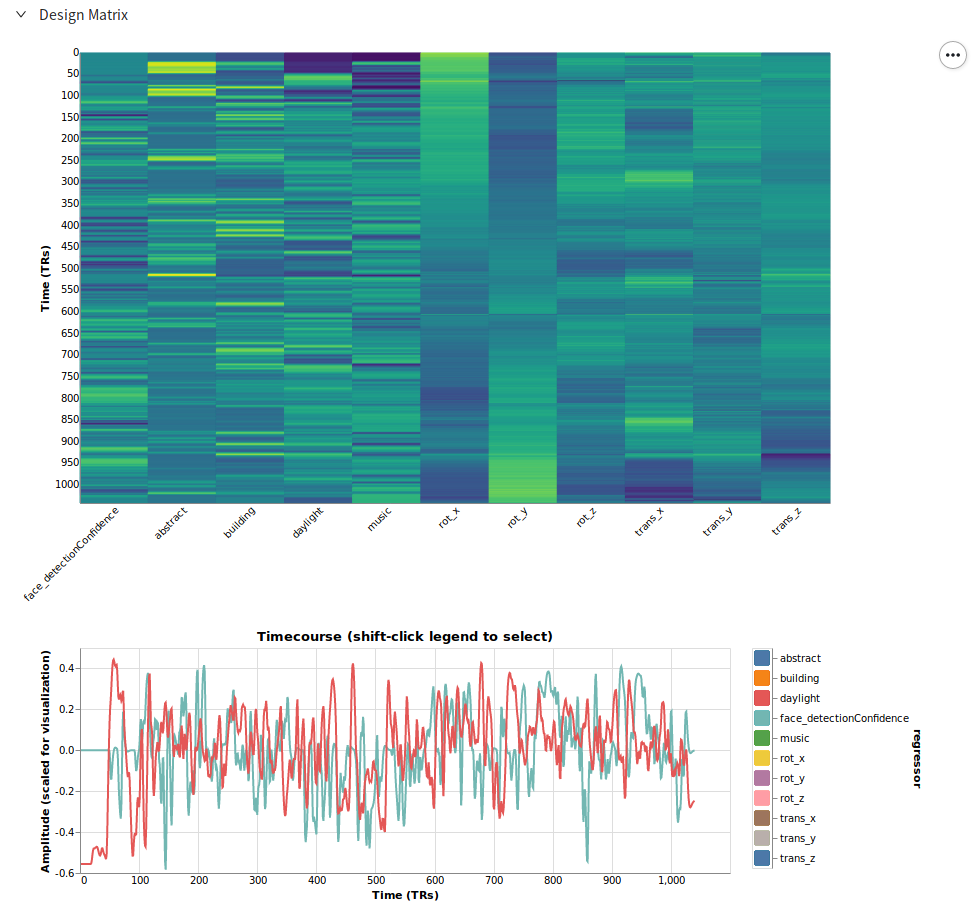 Design Matrix
0
50
100
150
200
250
300
350
400
450
500
550
600
650
700
750
800
850
900
950
1000
Time (TRs)
face_detectionConfidence
abstract
building
daylight
music
rot_x
rot_y
rot_z
trans_x
trans_y
trans_z
Timecourse (shift-click legend to select)
Amplitude (scaled for visualization)
0.4
0.2
0.0
-0.2
-0.4
-0.6
0
100
200
300
400
500
600
700
800
900
1,000
Time (TRs)
abstract
building
daylight
face_detectionConfidence
music
rot_x
rot_y
rot_z
trans_x
trans_y
trans_z
regressor